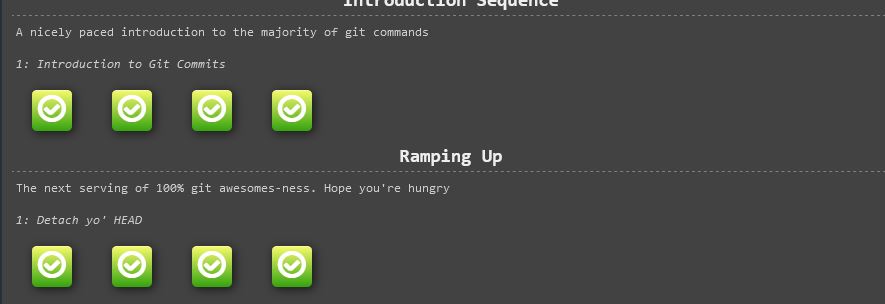 Introduction Sequence
A nicely paced introduction to the majority of git commands
1: Introduction to Git Commits
Ramping Up
The next serving of 100% git awesomes-ness. Hope you're hungry
1: Detach yo' HEAD